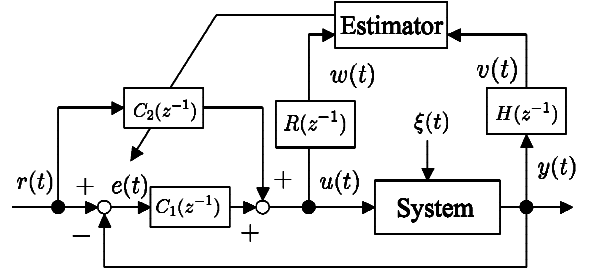 Estimator
w(t)
v(t)
C₂(z⁻¹)
R(z⁻¹)
ξ(t)
H(z⁻¹)
r(t)
+
e(t)
+
u(t)
y(t)
C₁(z⁻¹)
System
−
+